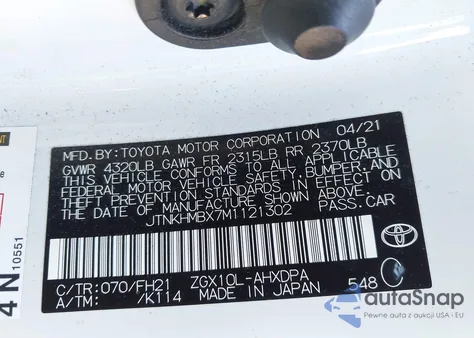 MFD.BY:TOYOTA MOTOR CORPORATION 04/21
GVWR 4320LB GAWR FR 2315LB RR 2370LB
THIS VEHICLE CONFORMS TO ALL APPLICABLE
FEDERAL MOTOR VEHICLE SAFETY, BUMPER, AND
THEFT PREVENTION STANDARDS IN EFFECT ON
THE DATE OF MANUFACTURE SHOWN ABOVE.
JTNKHMBX7M1121302 PASS.CAR
C/TR:070/FH21 ZGX10L-AHXDPA
A/TM: /K114 MADE IN JAPAN 548
4N 10551
autaSnap
Pewne auta z aukcji USA i EU